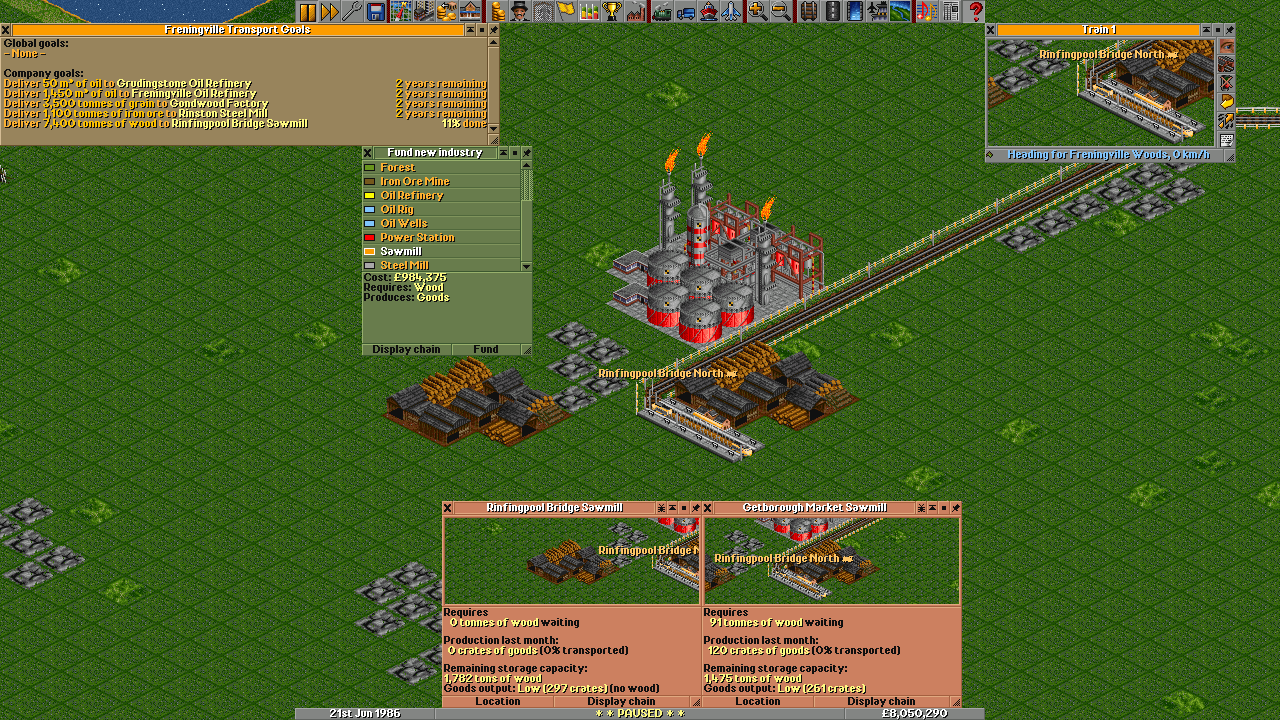 Freningville Transport Goals
Global goals:
- None -
Company goals:
Deliver 50 m³ of oil to Grudingstone Oil Refinery 2 years remaining
Deliver 1,450 m³ of oil to Freningville Oil Refinery 2 years remaining
Deliver 3,500 tonnes of grain to Gondwood Factory 2 years remaining
Deliver 1,100 tonnes of iron ore to Rinston Steel Mill 2 years remaining
Deliver 7,400 tonnes of wood to Rinfingpool Bridge Sawmill 11% done
Train 1
Rinfingpool Bridge North
Heading for Freningville Woods, 0 km/h
Fund new industry
Forest
Iron Ore Mine
Oil Refinery
Oil Rig
Oil Wells
Power Station
Sawmill
Steel Mill
Cost: £984,375
Requires: Wood
Produces: Goods
Display chain Fund
Rinfingpool Bridge North
Rinfingpool Bridge Sawmill
Rinfingpool Bridge N
Requires
0 tonnes of wood waiting
Production last month:
0 crates of goods (0% transported)
Remaining storage capacity:
1,782 tons of wood
Goods output: Low (297 crates) (no wood)
Location Display chain
Getborough Market Sawmill
Rinfingpool Bridge North
Requires
91 tonnes of wood waiting
Production last month:
120 crates of goods (0% transported)
Remaining storage capacity:
1,475 tons of wood
Goods output: Low (261 crates)
Location Display chain
21st Jun 1986 * * PAUSED * * £8,050,290